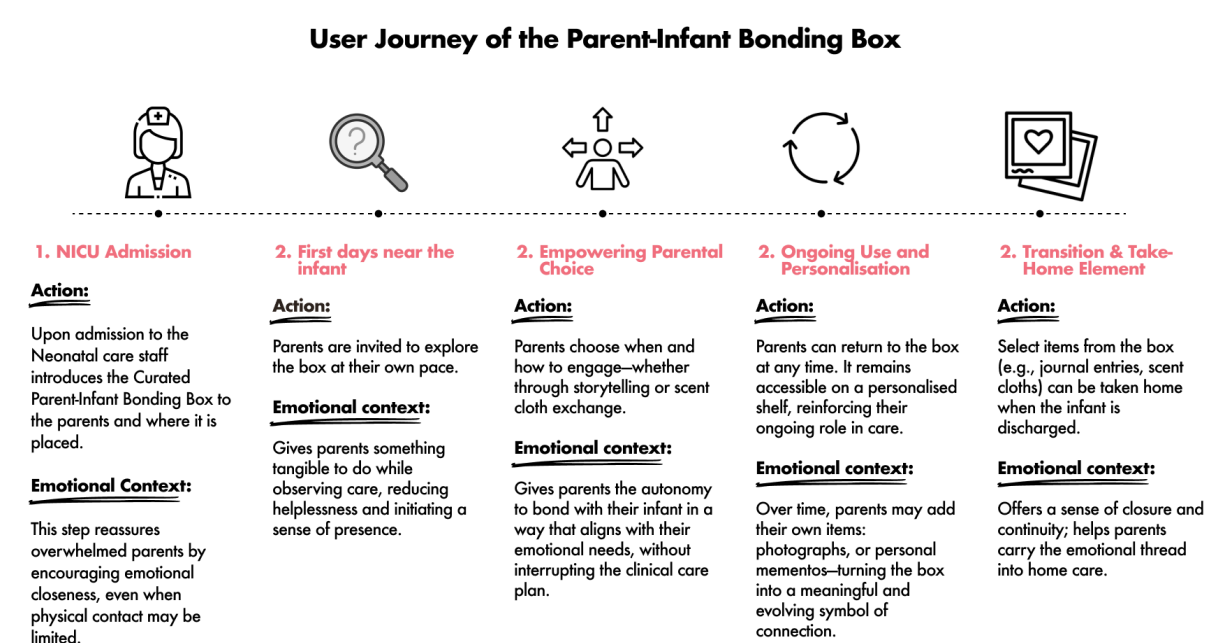 User Journey of the Parent-Infant Bonding Box
?
1. NICU Admission
Action:
Upon admission to the
Neonatal care staff
introduces the Curated
Parent-Infant Bonding Box to
the parents and where it is
placed.
Emotional Context:
This step reassures
overwhelmed parents by
encouraging emotional
closeness, even when
physical contact may be
limited.
2. First days near the
infant
Action:
Parents are invited to explore
the box at their own pace.
Emotional context:
Gives parents something
tangible to do while
observing care, reducing
helplessness and initiating a
sense of presence.
2. Empowering Parental
Choice
Action:
Parents choose when and
how to engage—whether
through storytelling or scent
cloth exchange.
Emotional context:
Gives parents the autonomy
to bond with their infant in a
way that aligns with their
emotional needs, without
interrupting the clinical care
plan.
2. Ongoing Use and
Personalisation
Action:
Parents can return to the box
at any time. It remains
accessible on a personalised
shelf, reinforcing their
ongoing role in care.
Emotional context:
Over time, parents may add
their own items:
photographs, or personal
mementos—turning the box
into a meaningful and
evolving symbol of
connection.
2. Transition & Take-
Home Element
Action:
Select items from the box
(e.g., journal entries, scent
cloths) can be taken home
when the infant is
discharged.
Emotional context:
Offers a sense of closure and
continuity; helps parents
carry the emotional thread
into home care.